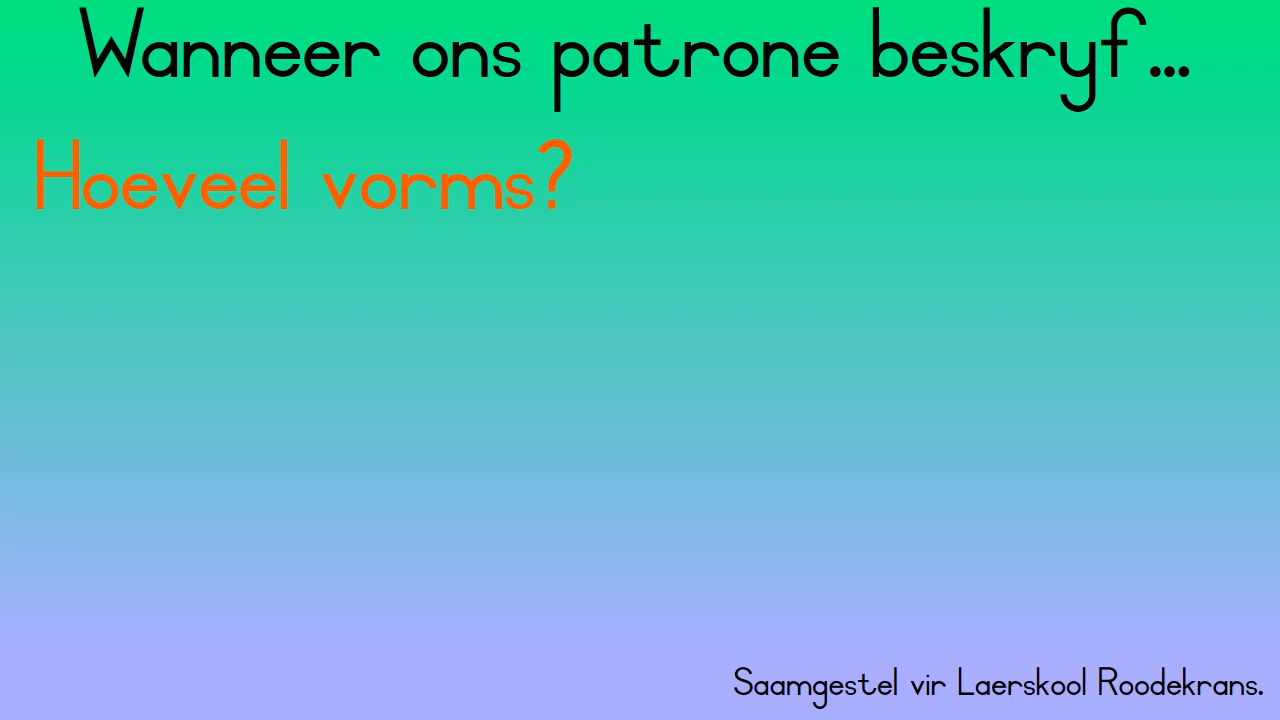 Wanneer ons patrone beskryf...
Hoeveel vorms?
Saamgestel vir Laerskool Roodekrans.